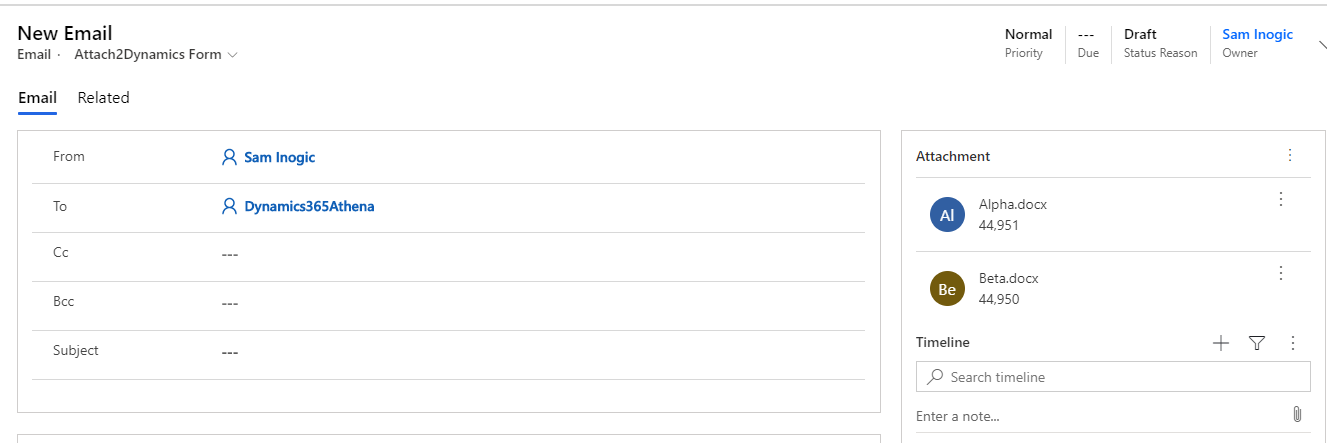 New Email
Email · Attach2Dynamics Form
Normal
Priority
---
Due
Draft
Status Reason
Sam Inogic
Owner
Email Related
From Sam Inogic
To Dynamics365Athena
Cc ---
Bcc ---
Subject ---
Attachment
Al Alpha.docx
44,951
Be Beta.docx
44,950
Timeline
Search timeline
Enter a note...